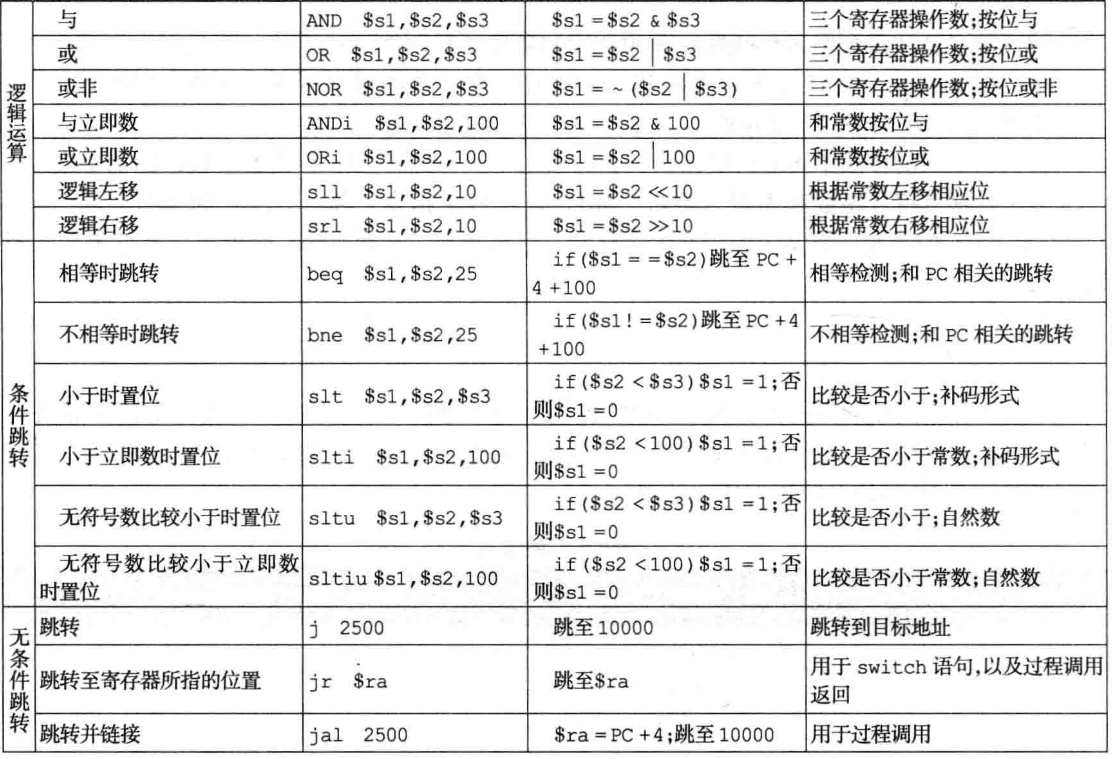 逻辑运算
与 AND $s1,$s2,$s3 $s1 =$s2 & $s3 三个寄存器操作数;按位与
或 OR $s1,$s2,$s3 $s1 =$s2 | $s3 三个寄存器操作数;按位或
或非 NOR $s1,$s2,$s3 $s1 = ~ ($s2 | $s3) 三个寄存器操作数;按位或非
与立即数 ANDi $s1,$s2,100 $s1 =$s2 & 100 和常数按位与
或立即数 ORi $s1,$s2,100 $s1 =$s2 | 100 和常数按位或
逻辑左移 sll $s1,$s2,10 $s1 =$s2 ≪10 根据常数左移相应位
逻辑右移 srl $s1,$s2,10 $s1 =$s2 ≫10 根据常数右移相应位
条件跳转
相等时跳转 beq $s1,$s2,25 if($s1 = =$s2)跳至 PC +
4 +100 相等检测;和 PC 相关的跳转
不相等时跳转 bne $s1,$s2,25 if($s1! =$s2)跳至 PC +4
+100 不相等检测;和 PC 相关的跳转
小于时置位 slt $s1,$s2,$s3 if($s2 <$s3)$s1 =1;否
则$s1 =0 比较是否小于;补码形式
小于立即数时置位 slti $s1,$s2,100 if($s2 <100)$s1 =1;否
则$s1 =0 比较是否小于常数;补码形式
无符号数比较小于时置位 sltu $s1,$s2,$s3 if($s2 <$s3)$s1 =1;否
则$s1 =0 比较是否小于;自然数
无符号数比较小于立即数
时置位 sltiu $s1,$s2,100 if($s2 <100)$s1 =1;否
则$s1 =0 比较是否小于常数;自然数
无条件跳转
跳转 j 2500 跳至 10000 跳转到目标地址
跳转至寄存器所指的位置 jr $ra 跳至$ra 用于 switch 语句,以及过程调用
返回
跳转并链接 jal 2500 $ra =PC +4;跳至 10000 用于过程调用